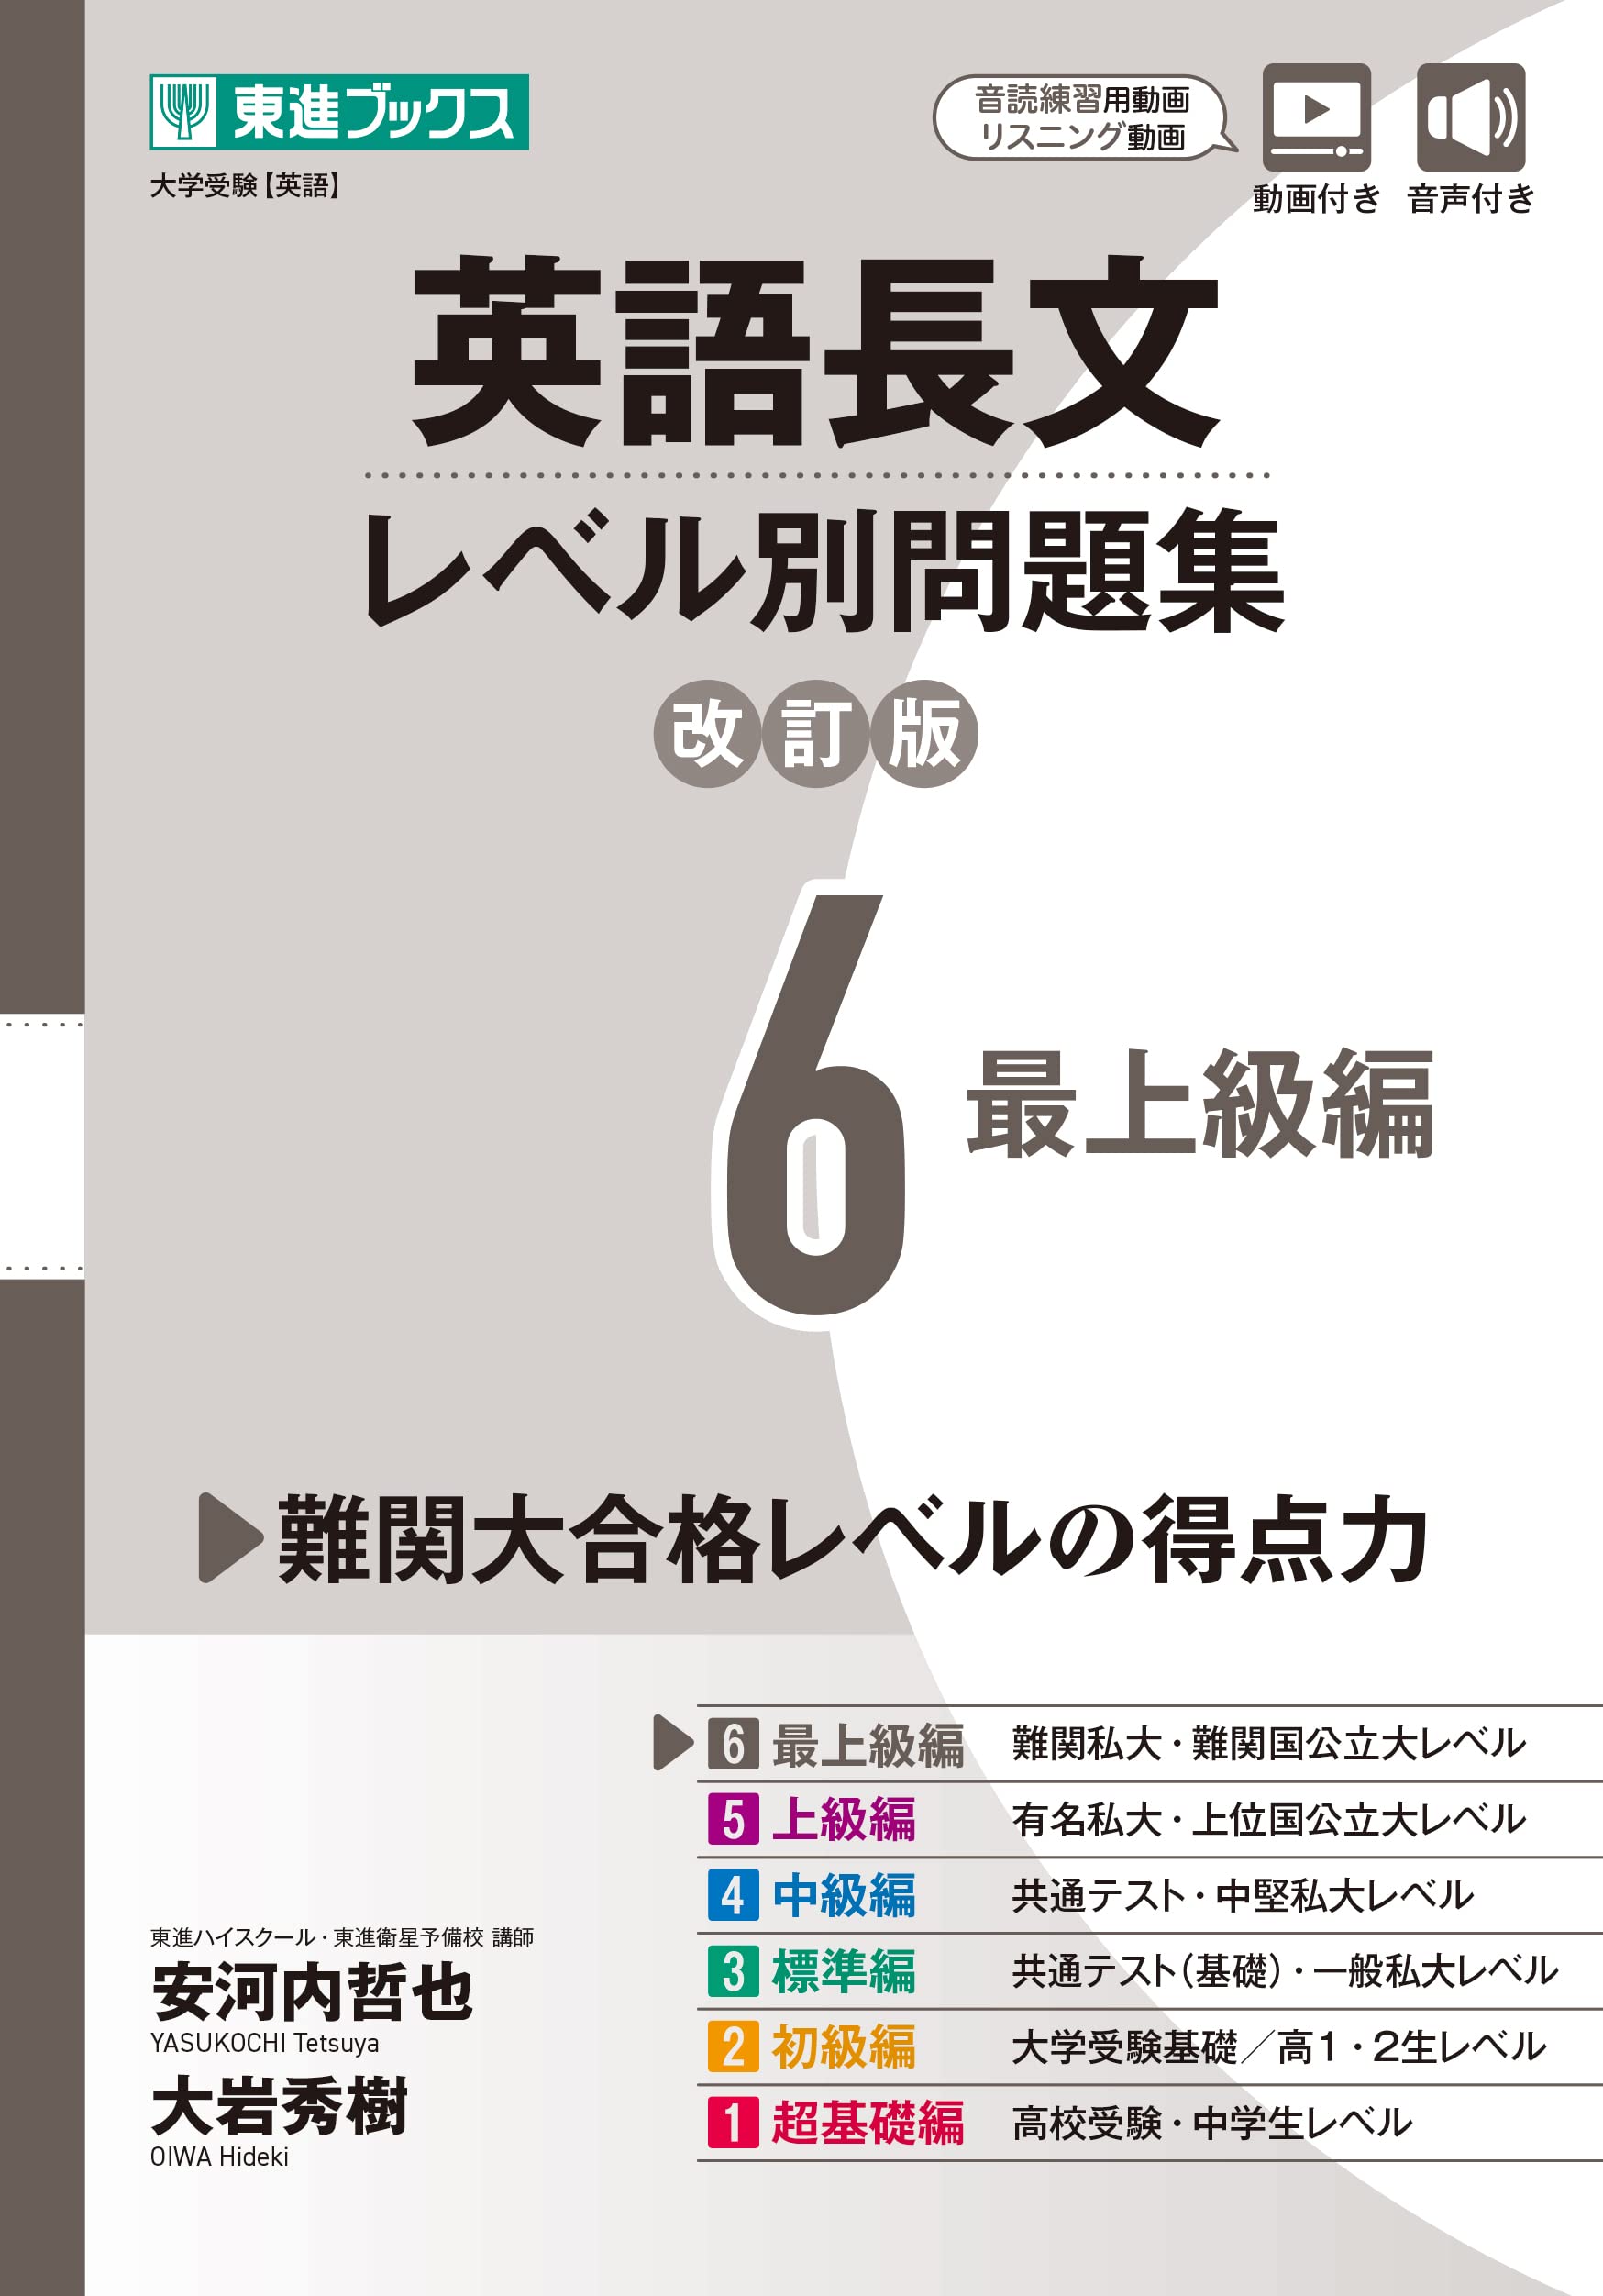 東進ブックス
大学受験【英語】
音読練習用動画
リスニング動画
動画付き 音声付き
英語長文
レベル別問題集
改訂版
6 最上級編
難関大合格レベルの得点力
6 最上級編 難関私大・難関国公立大レベル
5 上級編 有名私大・上位国公立大レベル
4 中級編 共通テスト・中堅私大レベル
3 標準編 共通テスト(基礎)・一般私大レベル
2 初級編 大学受験基礎／高1・2生レベル
1 超基礎編 高校受験・中学生レベル
東進ハイスクール・東進衛星予備校 講師
安河内哲也
YASUKOCHI Tetsuya
大岩秀樹
OIWA Hideki